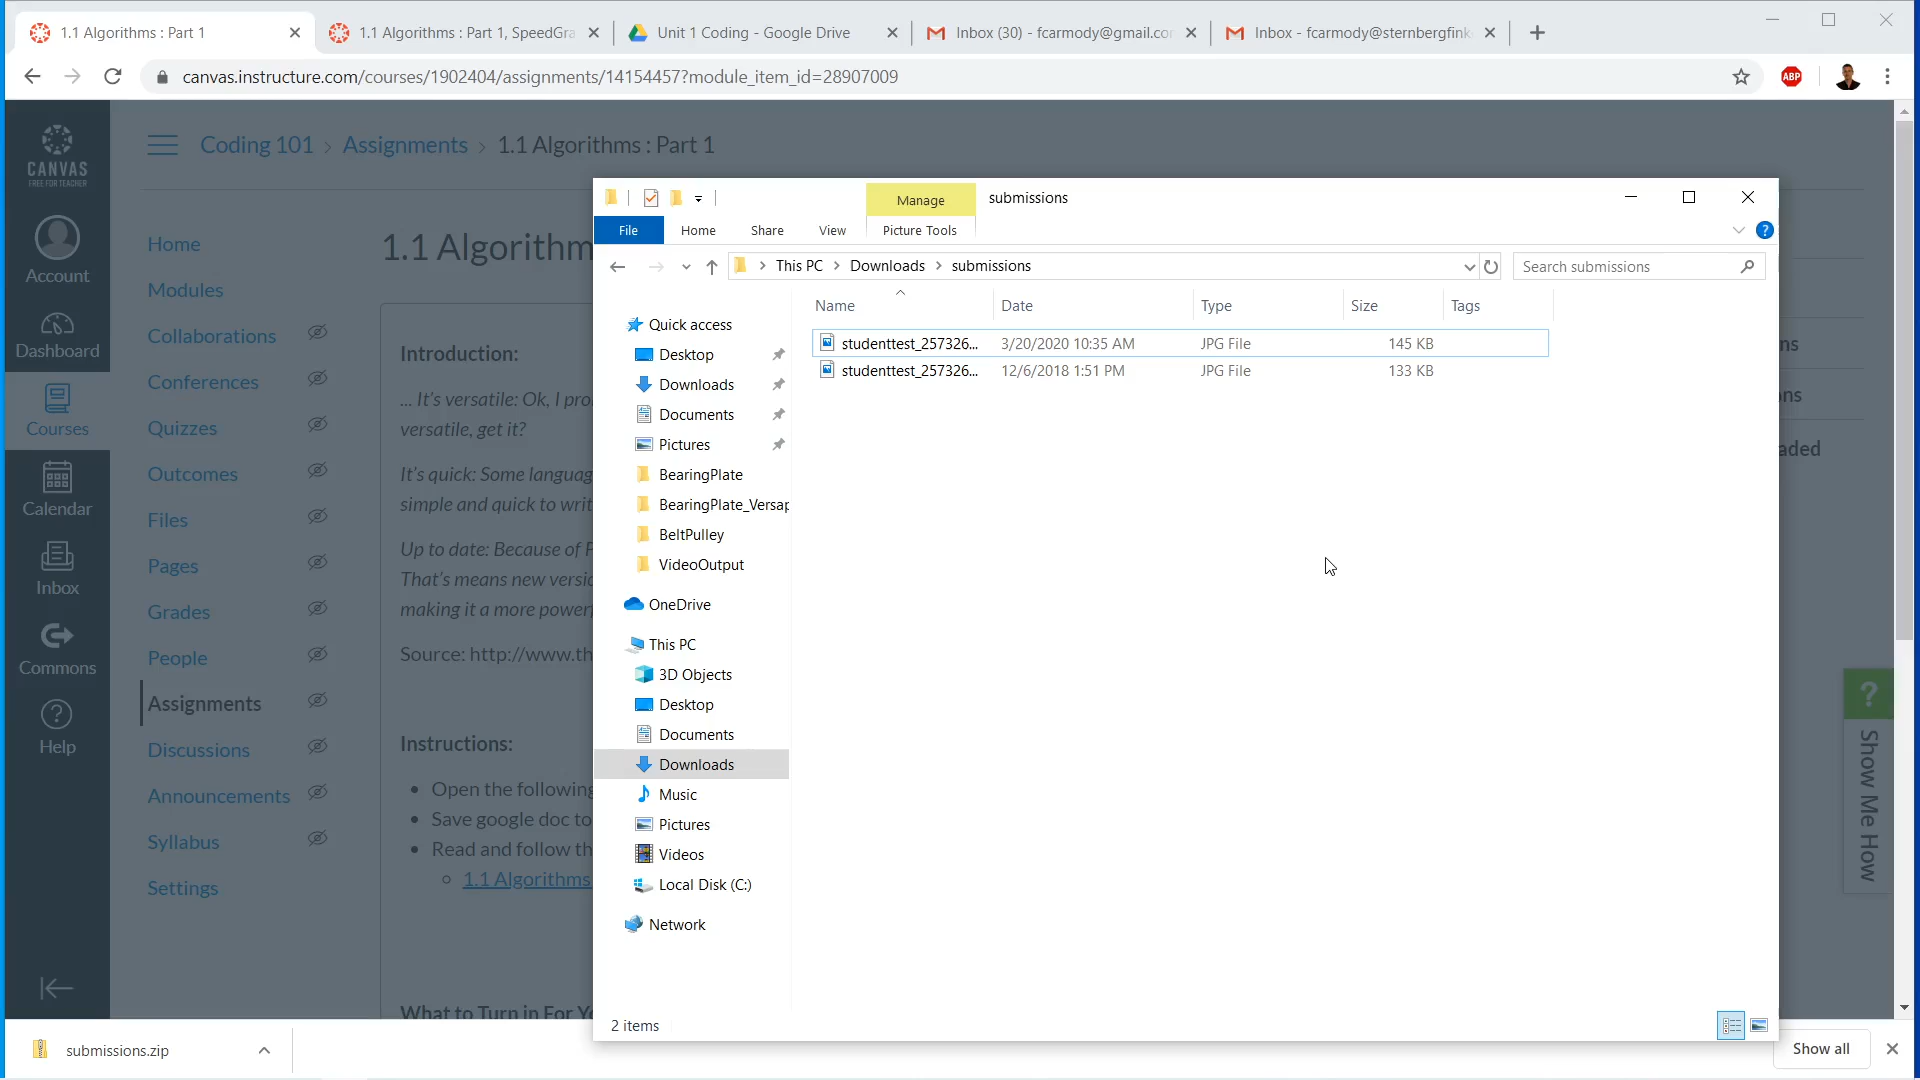 1.1 Algorithms : Part 1
1.1 Algorithms : Part 1, SpeedGra
Unit 1 Coding - Google Drive
Inbox (30) - fcarmody@gmail.co
Inbox - fcarmody@sternbergfink
canvas.instructure.com/courses/1902404/assignments/14154457?module_item_id=28907009
ABP
CANVAS
FREE FOR TEACHER
Account
Dashboard
Courses
Calendar
Inbox
Commons
Help
Coding 101 › Assignments › 1.1 Algorithms : Part 1
Home
Modules
Collaborations
Conferences
Quizzes
Outcomes
Files
Pages
Grades
People
Assignments
Discussions
Announcements
Syllabus
Settings
1.1 Algorithm
Introduction:
... It's versatile: Ok, I pro
versatile, get it?
It's quick: Some languag
simple and quick to writ
Up to date: Because of P
That's means new versio
making it a more powerf
Source: http://www.th
Instructions:
Open the following
Save google doc to
Read and follow th
1.1 Algorithms
What to Turn in For Yo
Manage
submissions
File
Home
Share
View
Picture Tools
This PC › Downloads › submissions
Search submissions
Name
Date
Type
Size
Tags
studenttest_257326... 3/20/2020 10:35 AM JPG File 145 KB
studenttest_257326... 12/6/2018 1:51 PM JPG File 133 KB
Quick access
Desktop
Downloads
Documents
Pictures
BearingPlate
BearingPlate_Versap
BeltPulley
VideoOutput
OneDrive
This PC
3D Objects
Desktop
Documents
Downloads
Music
Pictures
Videos
Local Disk (C:)
Network
2 items
ns
ns
aded
?
Show Me How
submissions.zip
Show all